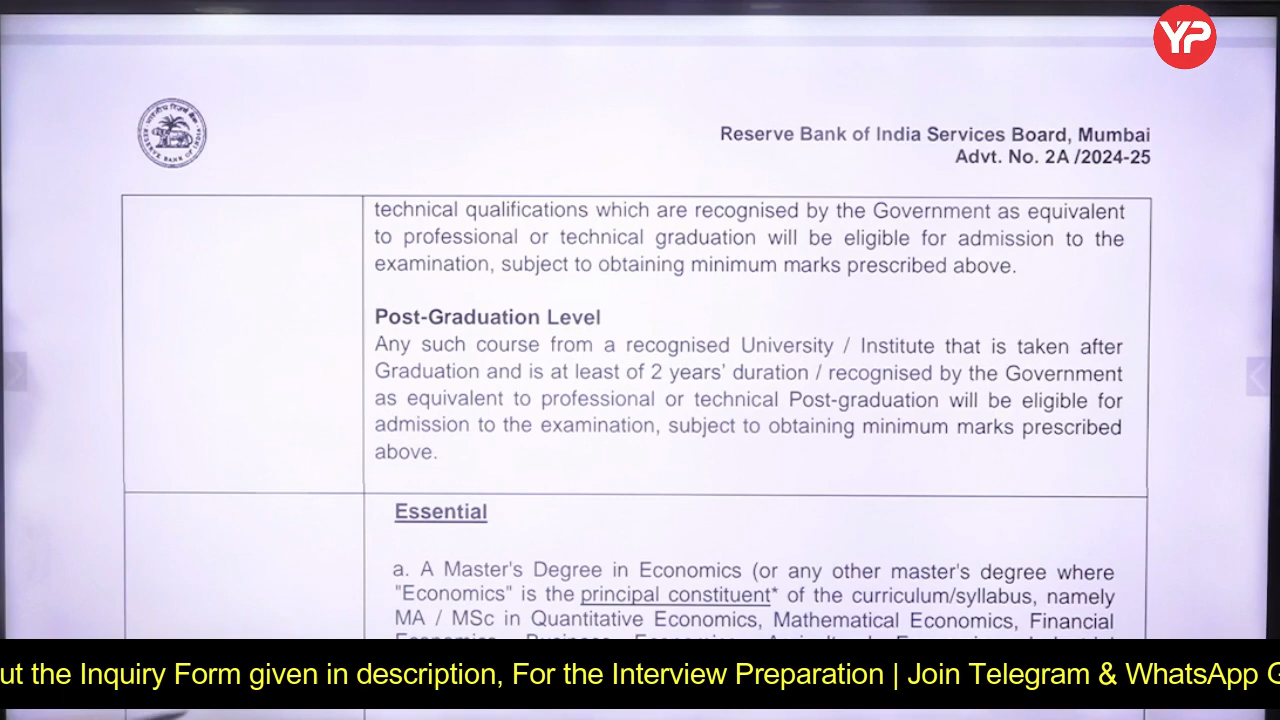 YP
Reserve Bank of India Services Board, Mumbai
Advt. No. 2A /2024-25
technical qualifications which are recognised by the Government as equivalent
to professional or technical graduation will be eligible for admission to the
examination, subject to obtaining minimum marks prescribed above.
Post-Graduation Level
Any such course from a recognised University / Institute that is taken after
Graduation and is at least of 2 years' duration / recognised by the Government
as equivalent to professional or technical Post-graduation will be eligible for
admission to the examination, subject to obtaining minimum marks prescribed
above.
Essential
a. A Master's Degree in Economics (or any other master's degree where
"Economics" is the principal constituent* of the curriculum/syllabus, namely
MA / MSc in Quantitative Economics, Mathematical Economics, Financial
ut the Inquiry Form given in description, For the Interview Preparation | Join Telegram & WhatsApp G